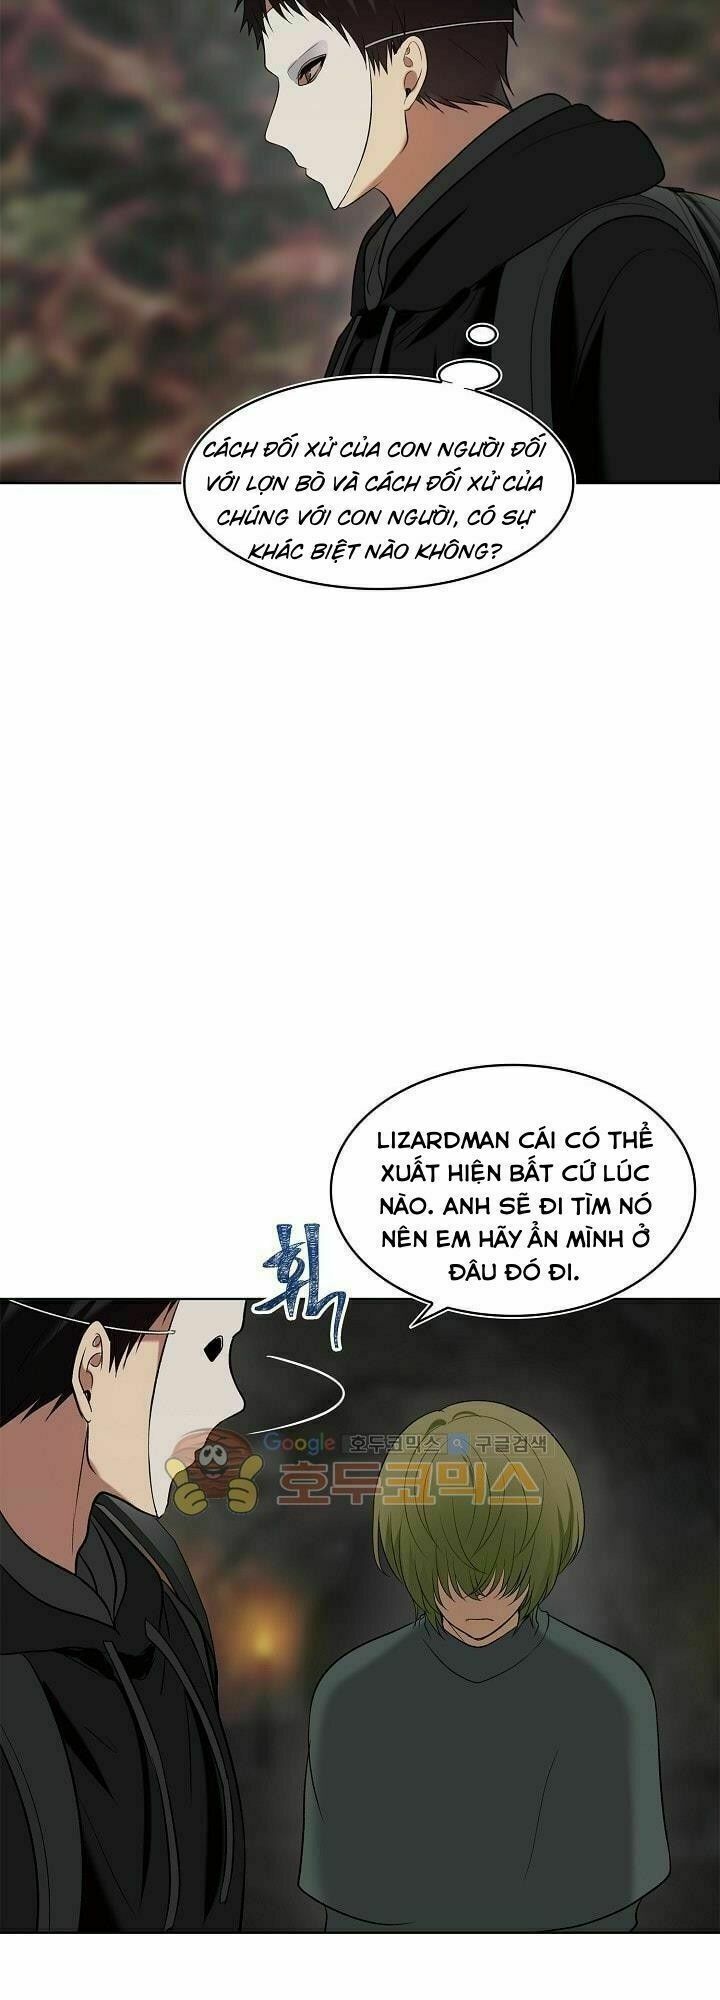 CÁCH ĐỐI XỬ CỦA CON NGƯỜI ĐỐI
VỚI LỢN BÒ VÀ CÁCH ĐỐI XỬ CỦA
CHÚNG VỚI CON NGƯỜI, CÓ SỰ
KHÁC BIỆT NÀO KHÔNG?
LIZARDMAN CÁI CÓ THỂ
XUẤT HIỆN BẤT CỨ LÚC
NÀO. ANH SẼ ĐI TÌM NÓ
NÊN EM HÃY ẨN MÌNH Ở
ĐÂU ĐÓ ĐI.
획
Google 호두코믹스 구글검색
호두코믹스